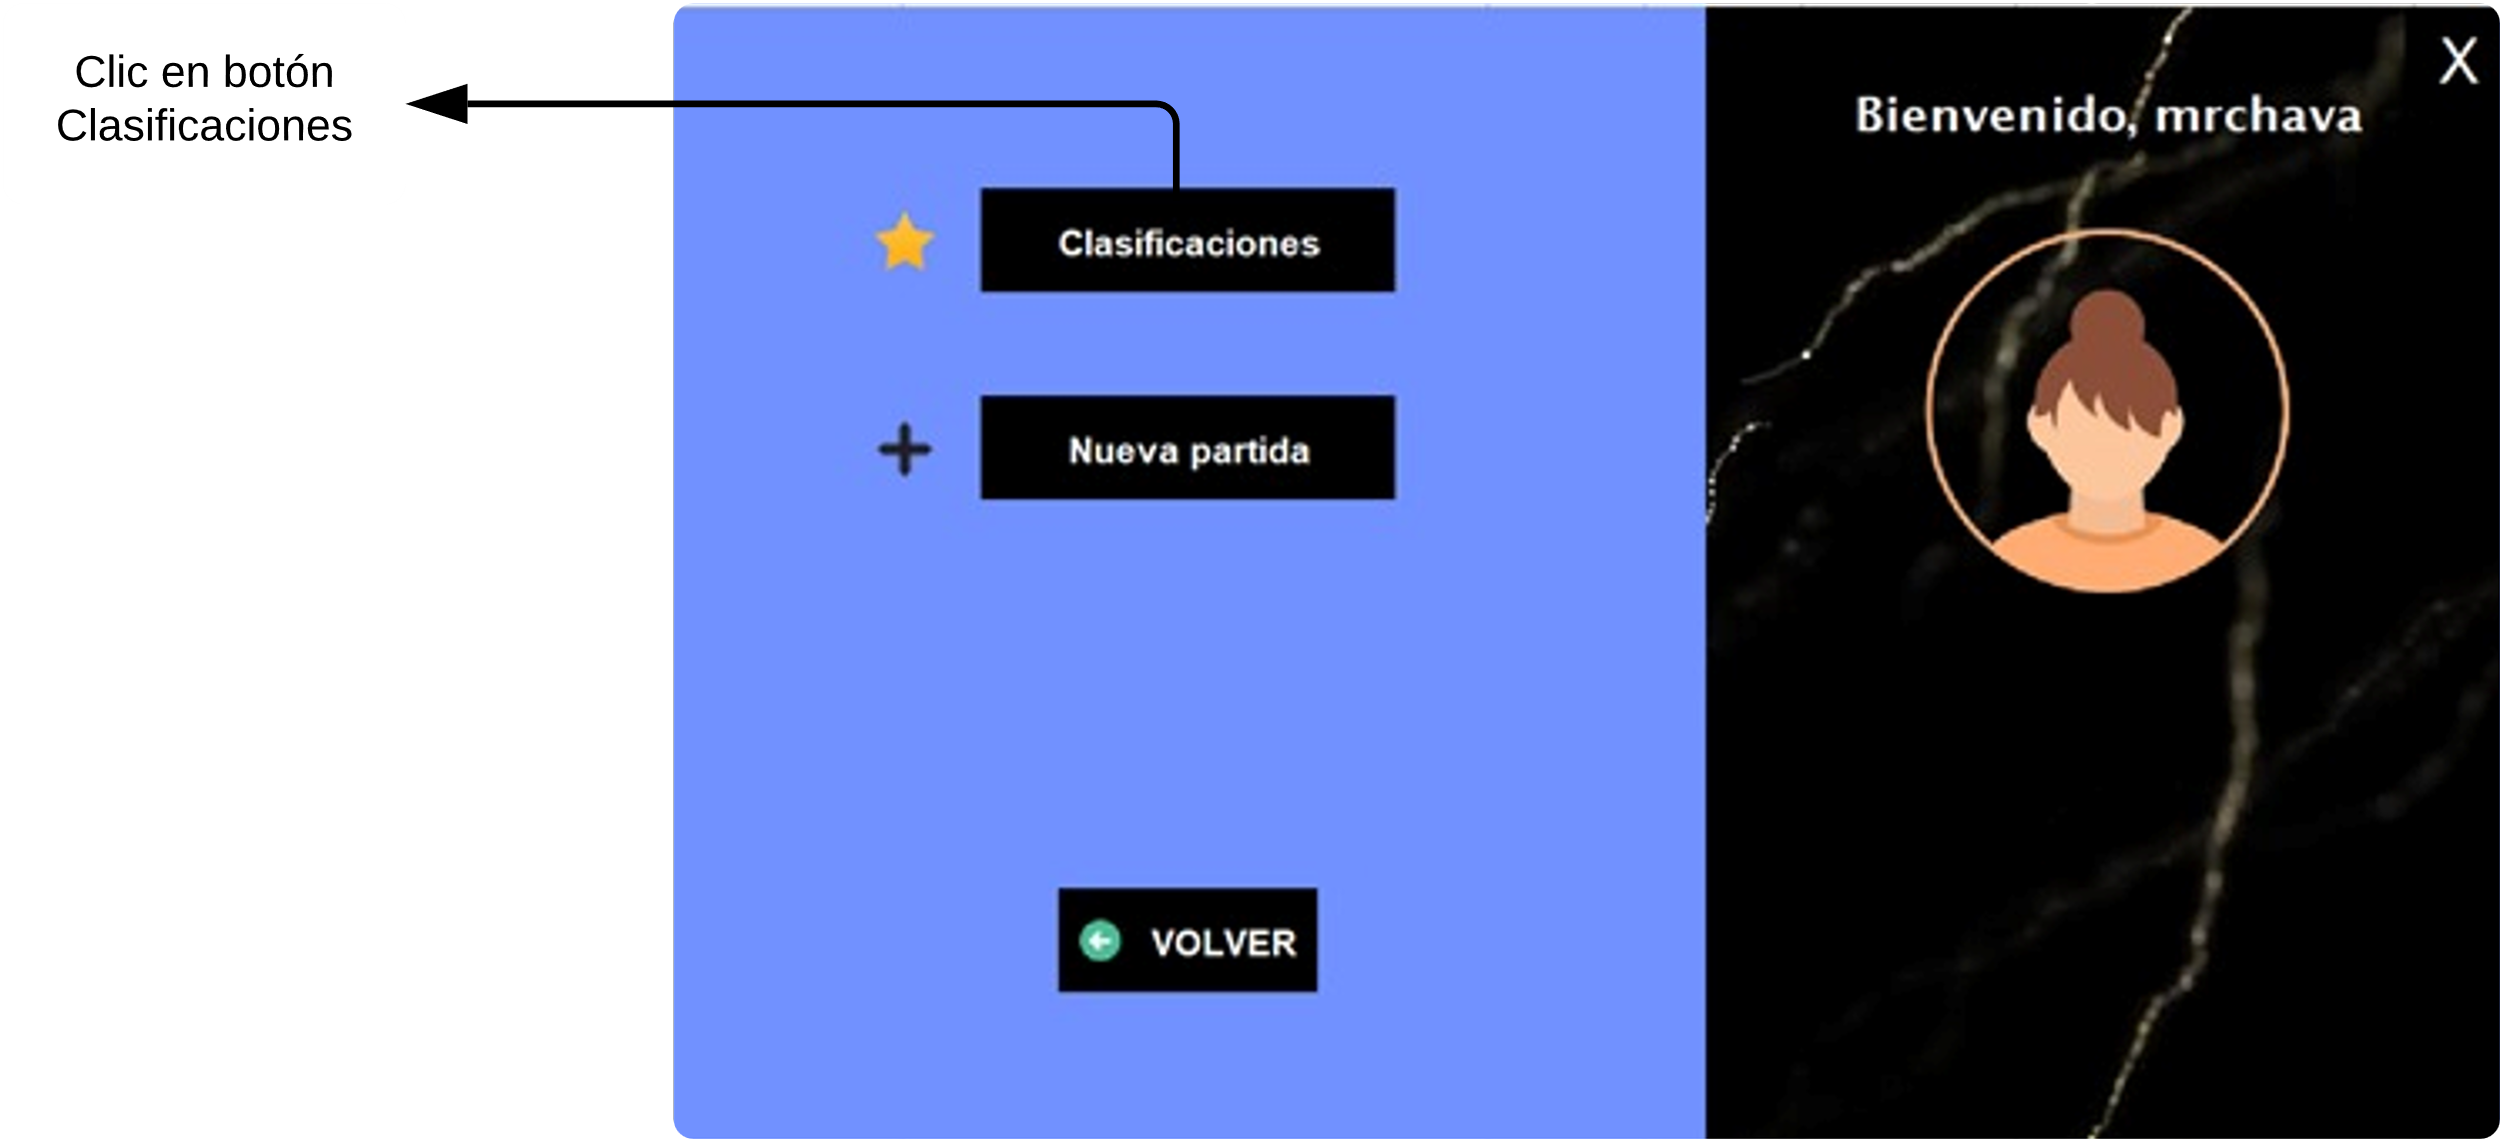 Clic en botón
Clasificaciones
X
Bienvenido, mrchava
Clasificaciones
Nueva partida
VOLVER